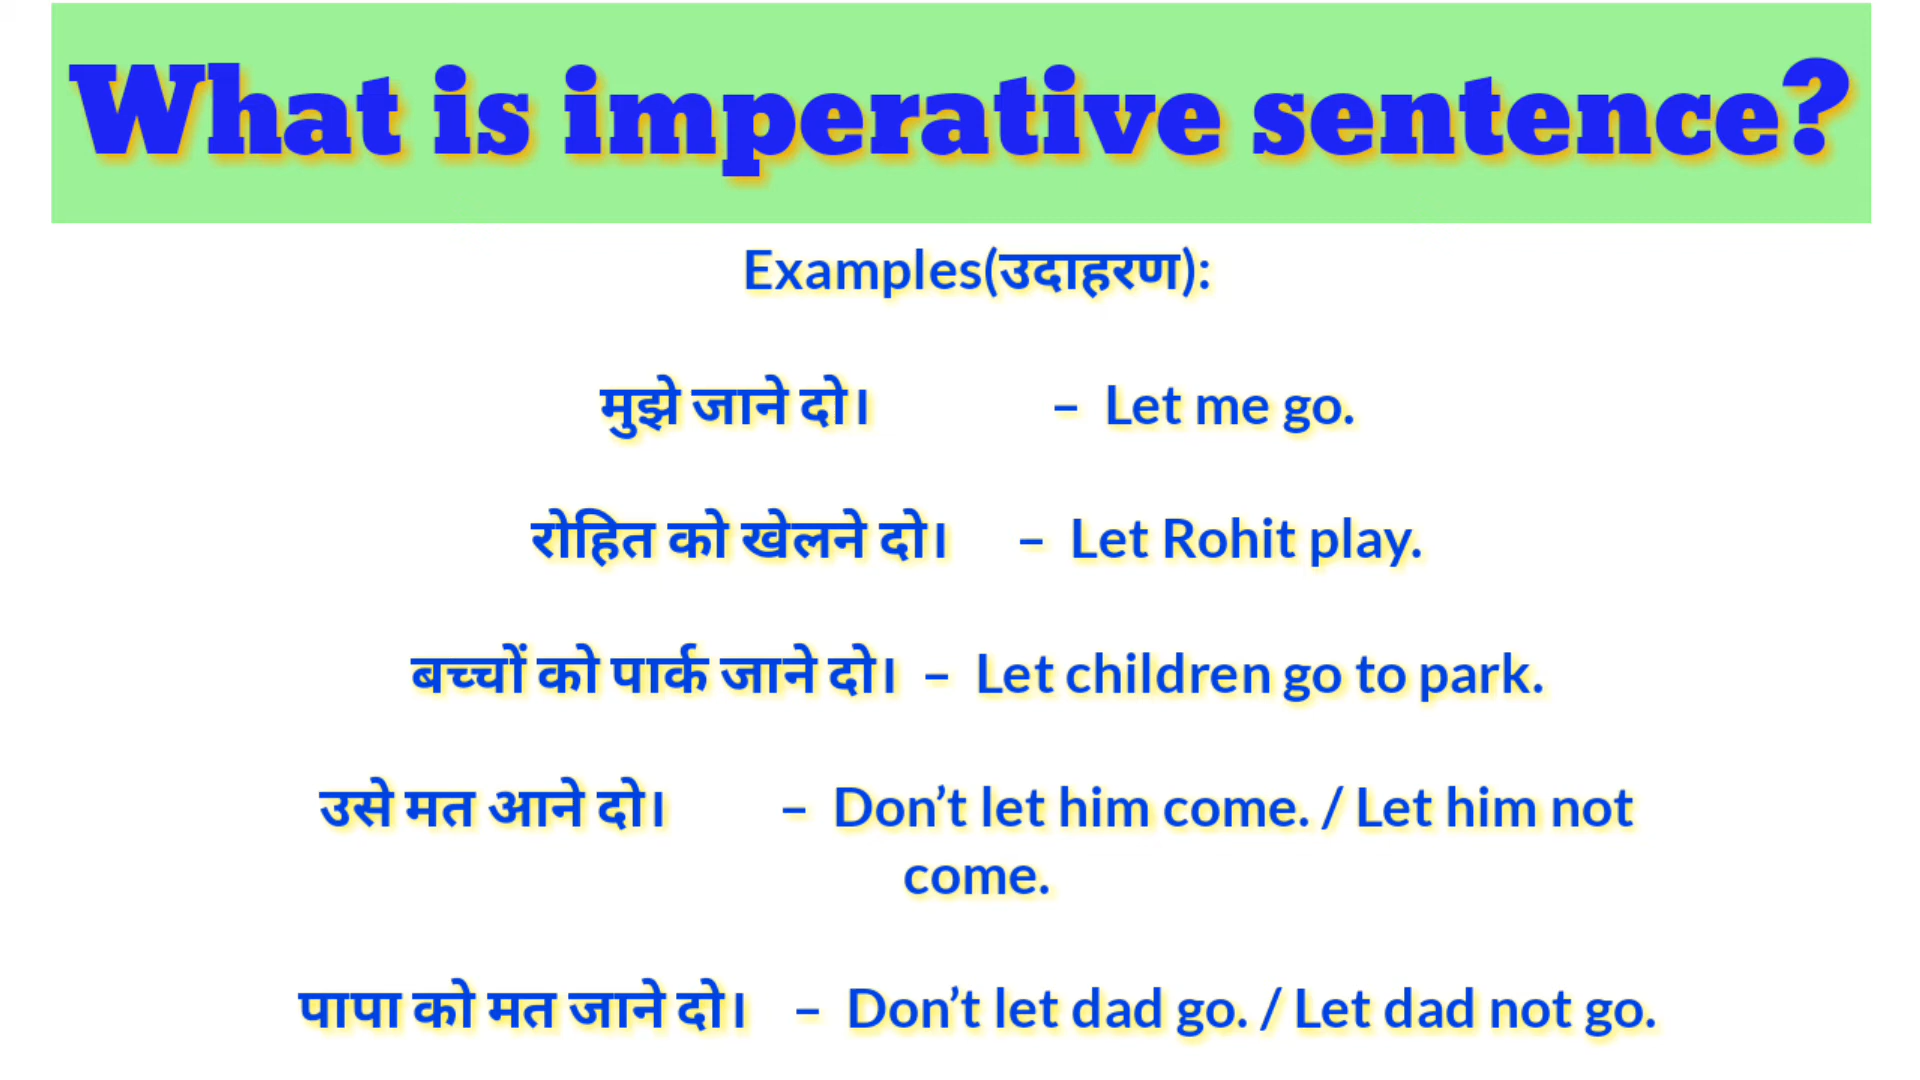 What is imperative sentence?
Examples(उदाहरण):
मुझे जाने दो। – Let me go.
रोहित को खेलने दो। – Let Rohit play.
बच्चों को पार्क जाने दो। – Let children go to park.
उसे मत आने दो। – Don’t let him come. / Let him not
come.
पापा को मत जाने दो। – Don’t let dad go. / Let dad not go.